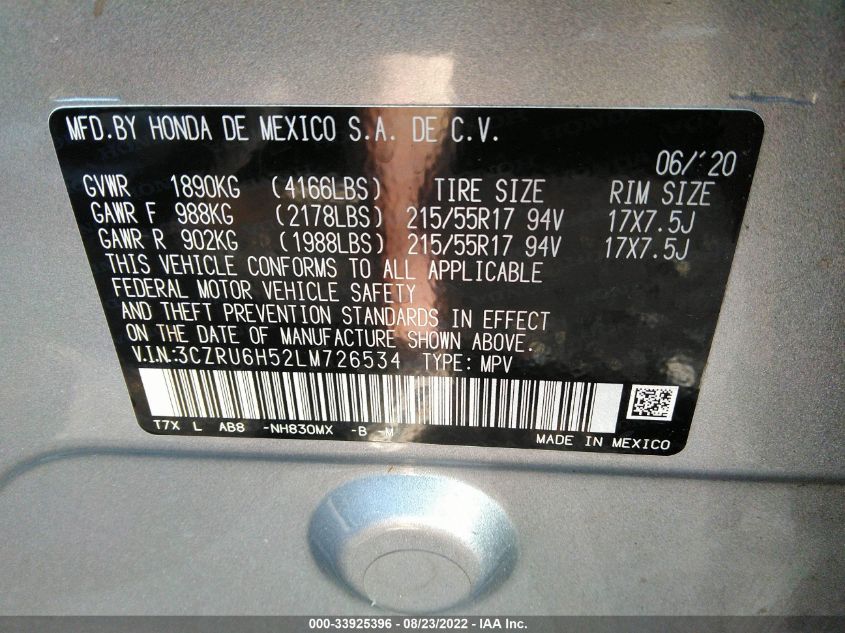 MFD.BY HONDA DE MEXICO S.A. DE C.V.
06/'20
GVWR 1890KG (4166LBS) TIRE SIZE RIM SIZE
GAWR F 988KG (2178LBS) 215/55R17 94V 17X7.5J
GAWR R 902KG (1988LBS) 215/55R17 94V 17X7.5J
THIS VEHICLE CONFORMS TO ALL APPLICABLE
FEDERAL MOTOR VEHICLE SAFETY
AND THEFT PREVENTION STANDARDS IN EFFECT
ON THE DATE OF MANUFACTURE SHOWN ABOVE.
V.I.N.:3CZRU6H52LM726534 TYPE: MPV
T7X L AB8 -NH830MX -B -M
MADE IN MEXICO
000-33925396 - 08/23/2022 - IAA Inc.